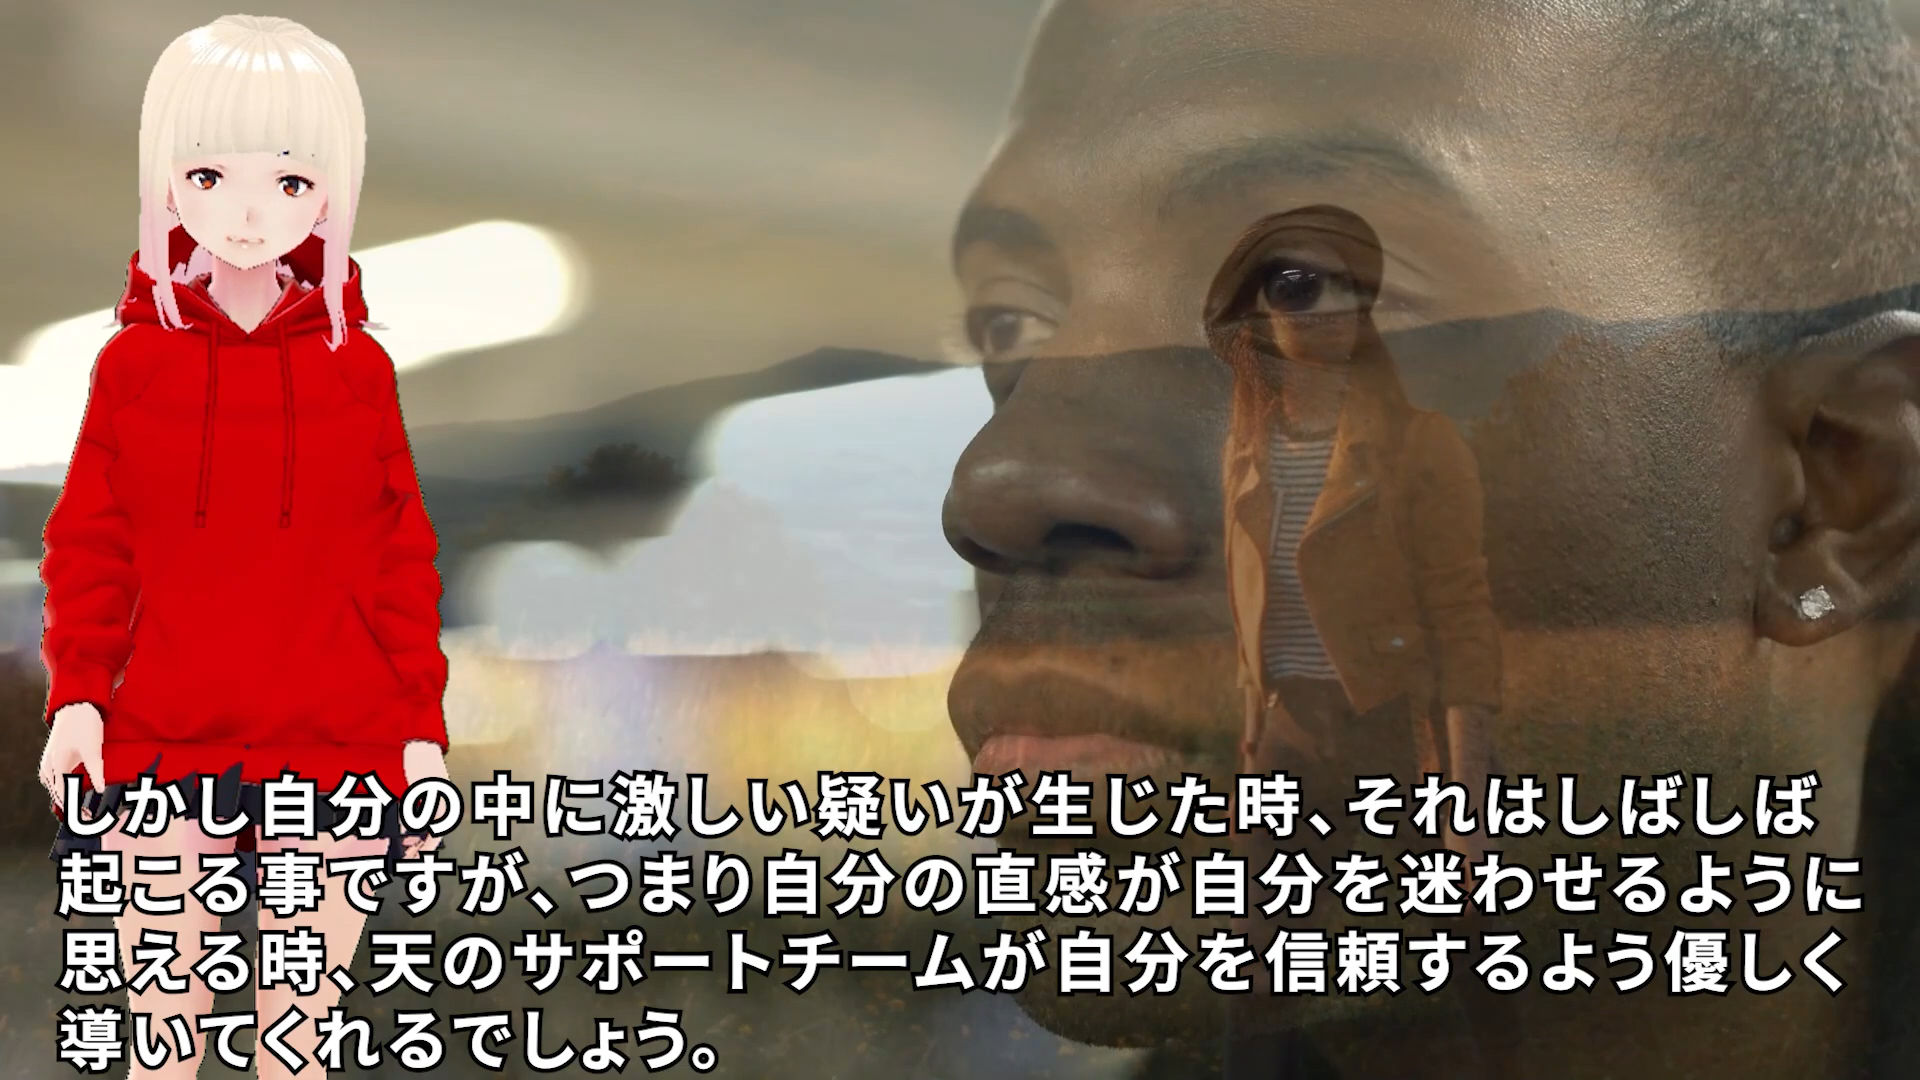 しかし自分の中に激しい疑いが生じた時、それはしばしば
起こる事ですが、つまり自分の直感が自分を迷わせるように
思える時、天のサポートチームが自分を信頼するよう優しく
導いてくれるでしょう。